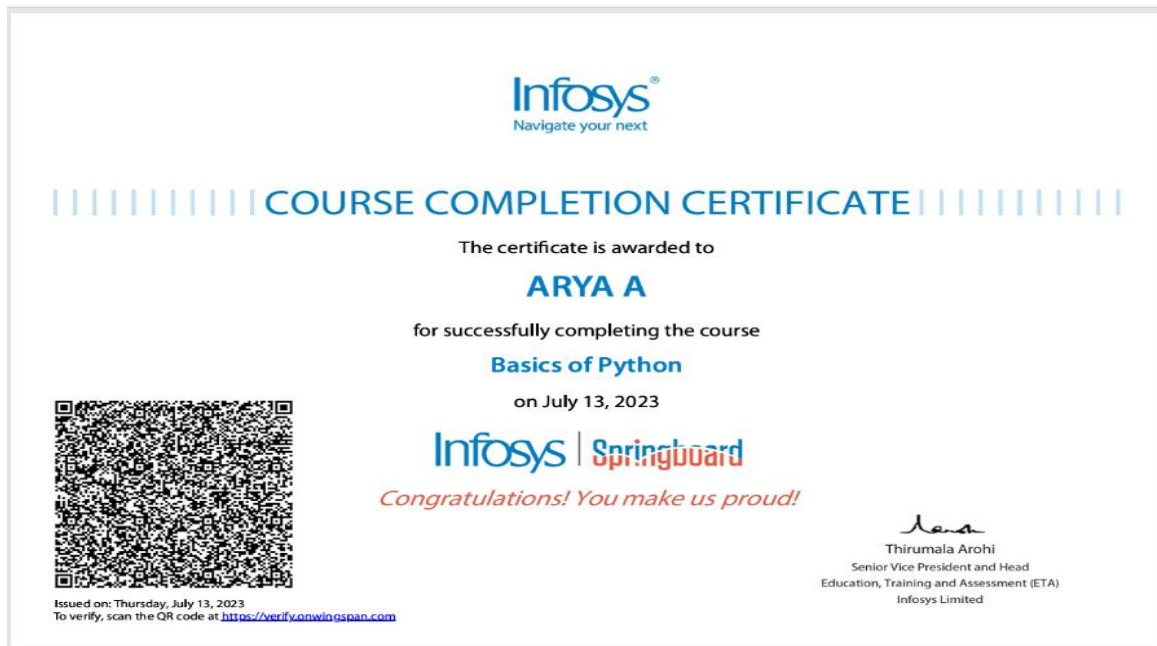 Infosys®
Navigate your next
COURSE COMPLETION CERTIFICATE
The certificate is awarded to
ARYA A
for successfully completing the course
Basics of Python
on July 13, 2023
Infosys | Springboard
Congratulations! You make us proud!
Thirumala Arohi
Senior Vice President and Head
Education, Training and Assessment (ETA)
Infosys Limited
Issued on: Thursday, July 13, 2023
To verify, scan the QR code at https://verify.onwingspan.com